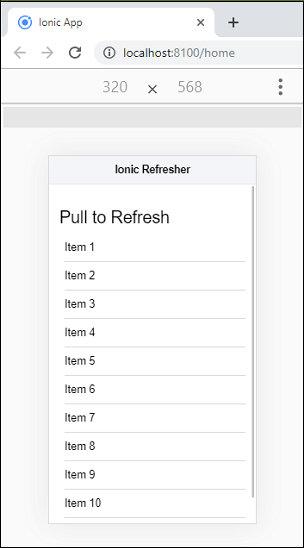 Ionic App
localhost:8100/home
320 × 568
Ionic Refresher
Pull to Refresh
Item 1
Item 2
Item 3
Item 4
Item 5
Item 6
Item 7
Item 8
Item 9
Item 10